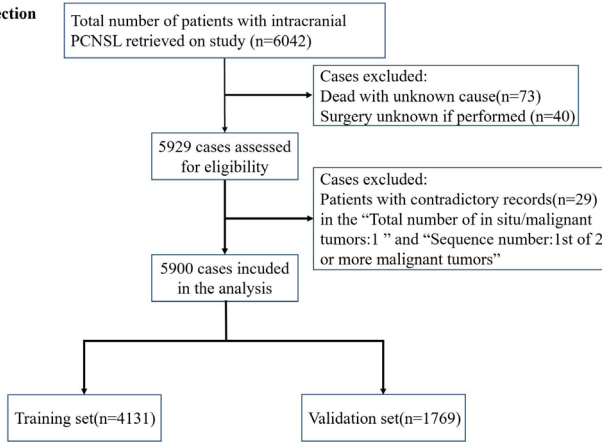 ection
Total number of patients with intracranial
PCNSL retrieved on study (n=6042)
Cases excluded:
Dead with unknown cause(n=73)
Surgery unknown if performed (n=40)
5929 cases assessed
for eligibility
Cases excluded:
Patients with contradictory records(n=29)
in the “Total number of in situ/malignant
tumors:1 ” and “Sequence number:1st of 2
or more malignant tumors”
5900 cases incuded
in the analysis
Training set(n=4131)
Validation set(n=1769)